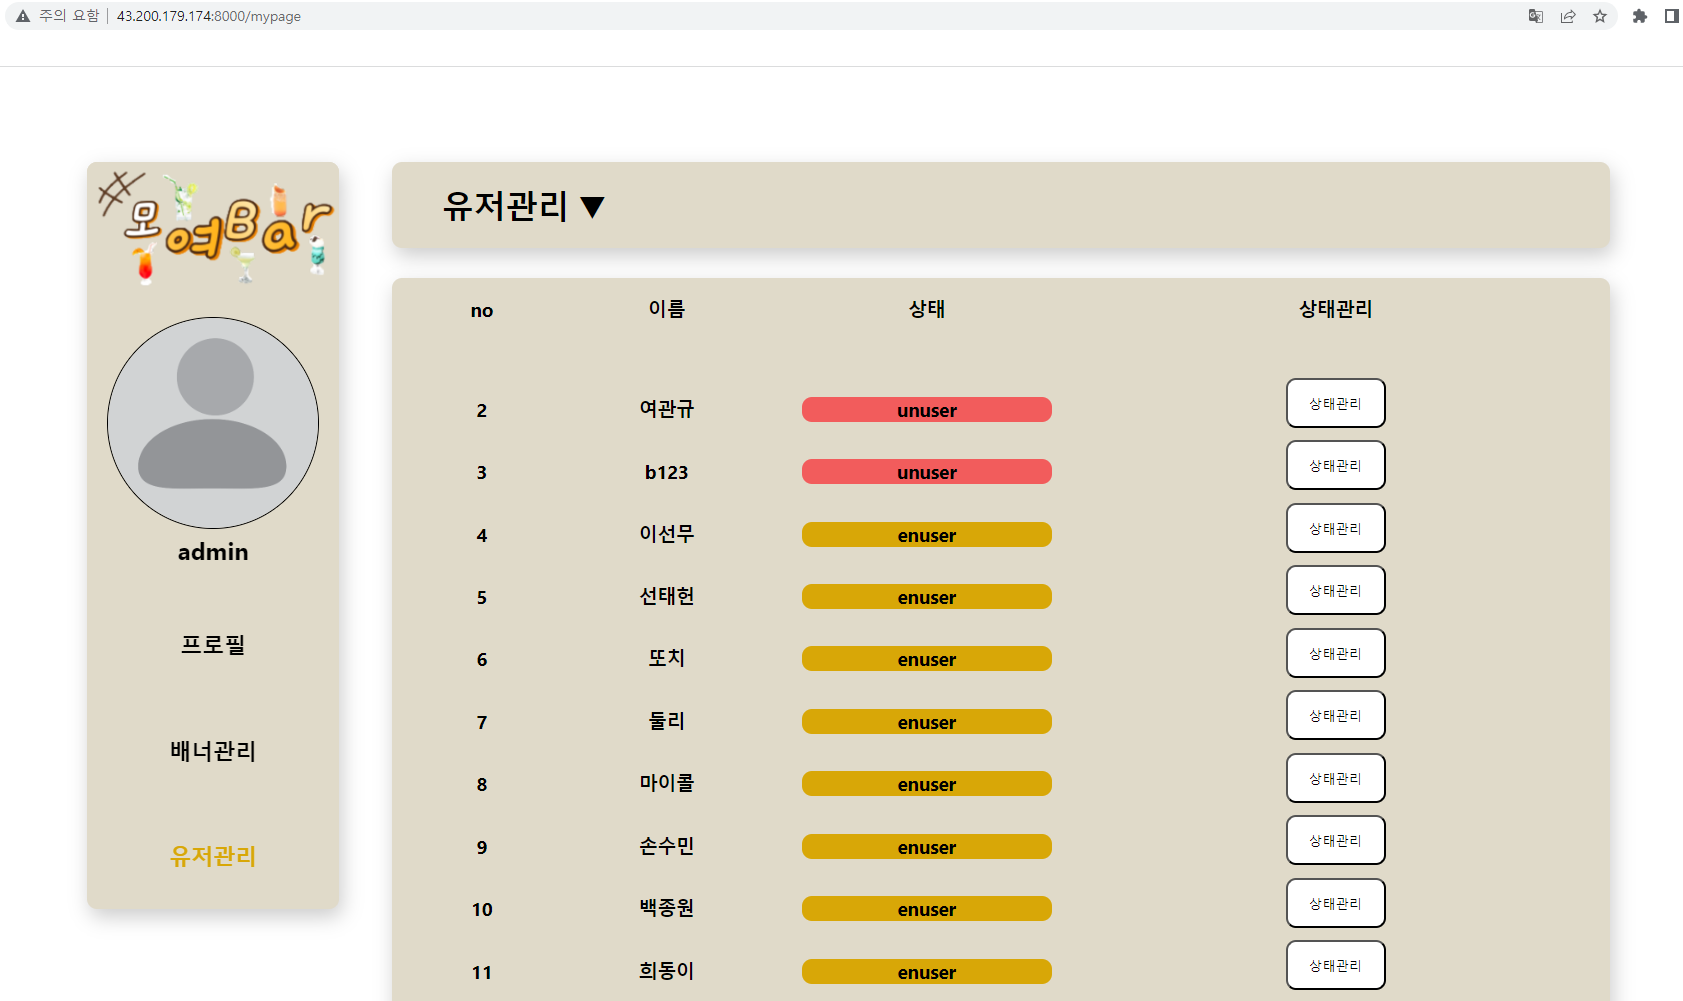 주의 요함 | 43.200.179.174:8000/mypage
모여Bar
admin
프로필
배너관리
유저관리
유저관리 ▼
no 이름 상태 상태관리
2 여관규 unuser 상태관리
3 b123 unuser 상태관리
4 이선무 enuser 상태관리
5 선태헌 enuser 상태관리
6 또치 enuser 상태관리
7 둘리 enuser 상태관리
8 마이콜 enuser 상태관리
9 손수민 enuser 상태관리
10 백종원 enuser 상태관리
11 희동이 enuser 상태관리